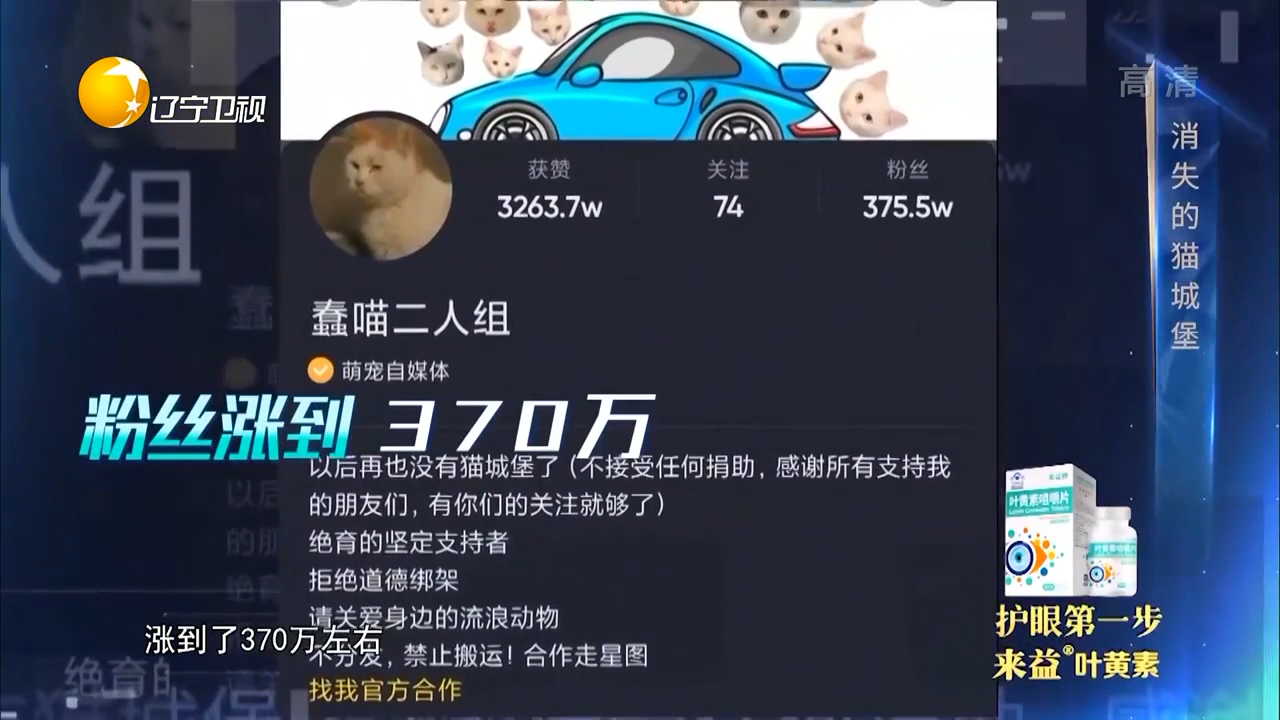 辽宁卫视
高清
消失的猫城堡
获赞
关注
粉丝
3263.7w
74
375.5w
蠢喵二人组
萌宠自媒体
粉丝涨到 370万
以后再也没有猫城堡了（不接受任何捐助，感谢所有支持我
的朋友们，有你们的关注就够了）
绝育的坚定支持者
拒绝道德绑架
请关爱身边的流浪动物
涨到了370万左右
不分发，禁止搬运！合作走星图
找我官方合作
叶黄素咀嚼片
护眼第一步
来益®叶黄素
人组
绝育的